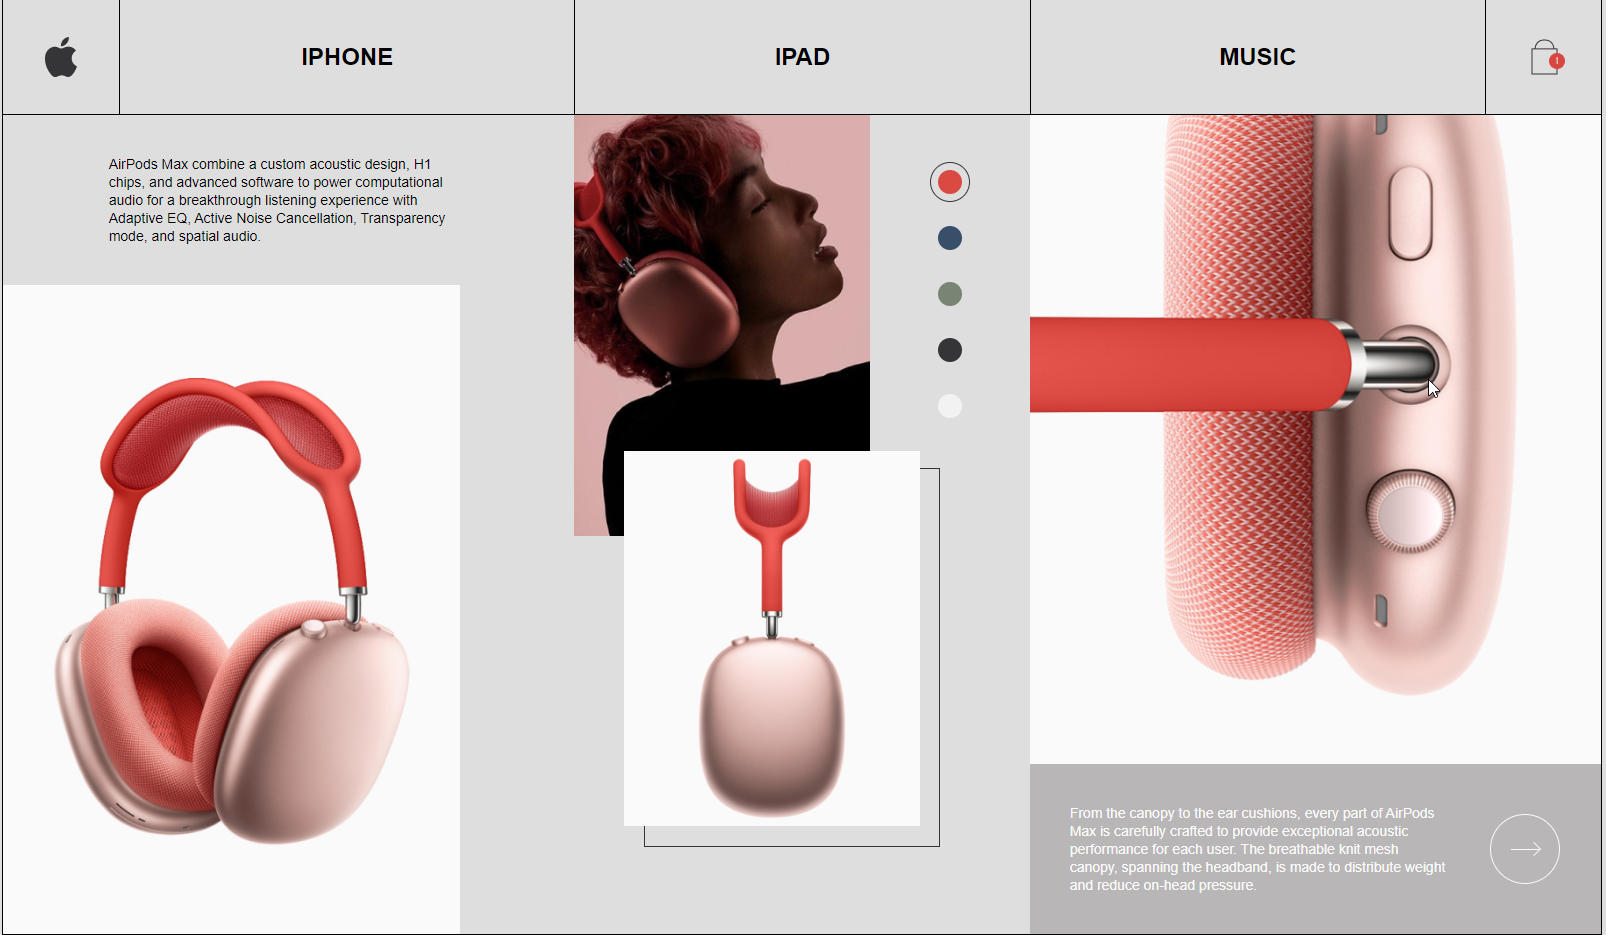 IPHONE
IPAD
MUSIC
1
AirPods Max combine a custom acoustic design, H1
chips, and advanced software to power computational
audio for a breakthrough listening experience with
Adaptive EQ, Active Noise Cancellation, Transparency
mode, and spatial audio.
From the canopy to the ear cushions, every part of AirPods
Max is carefully crafted to provide exceptional acoustic
performance for each user. The breathable knit mesh
canopy, spanning the headband, is made to distribute weight
and reduce on-head pressure.